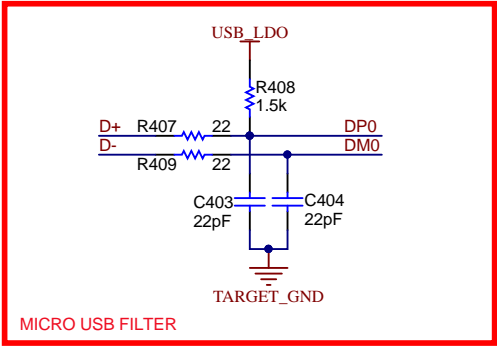 USB_LDO
R408
1.5k
D+ R407 22 DP0
D- DM0
R409 22
C403 C404
22pF 22pF
TARGET_GND
MICRO USB FILTER